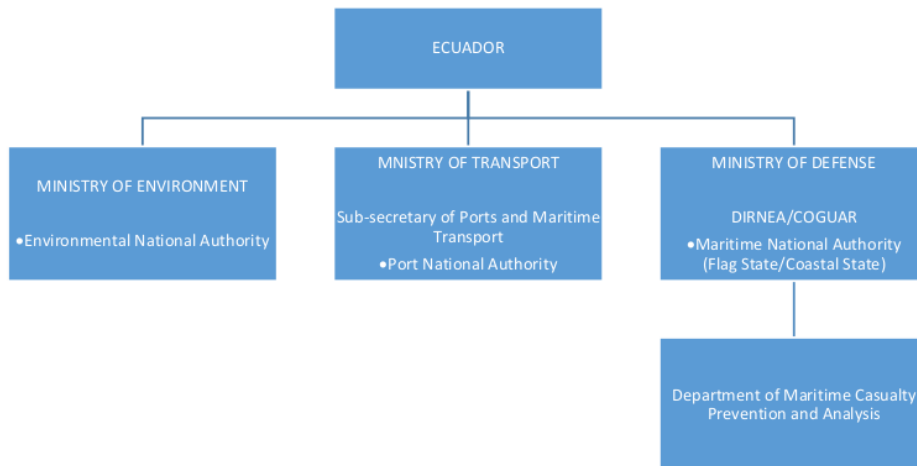 ECUADOR
MINISTRY OF ENVIRONMENT
•Environmental National Authority
MNISTRY OF TRANSPORT
Sub-secretary of Ports and Maritime
Transport
•Port National Authority
MINISTRY OF DEFENSE
DIRNEA/COGUAR
•Maritime National Authority
(Flag State/Coastal State)
Department of Maritime Casualty
Prevention and Analysis